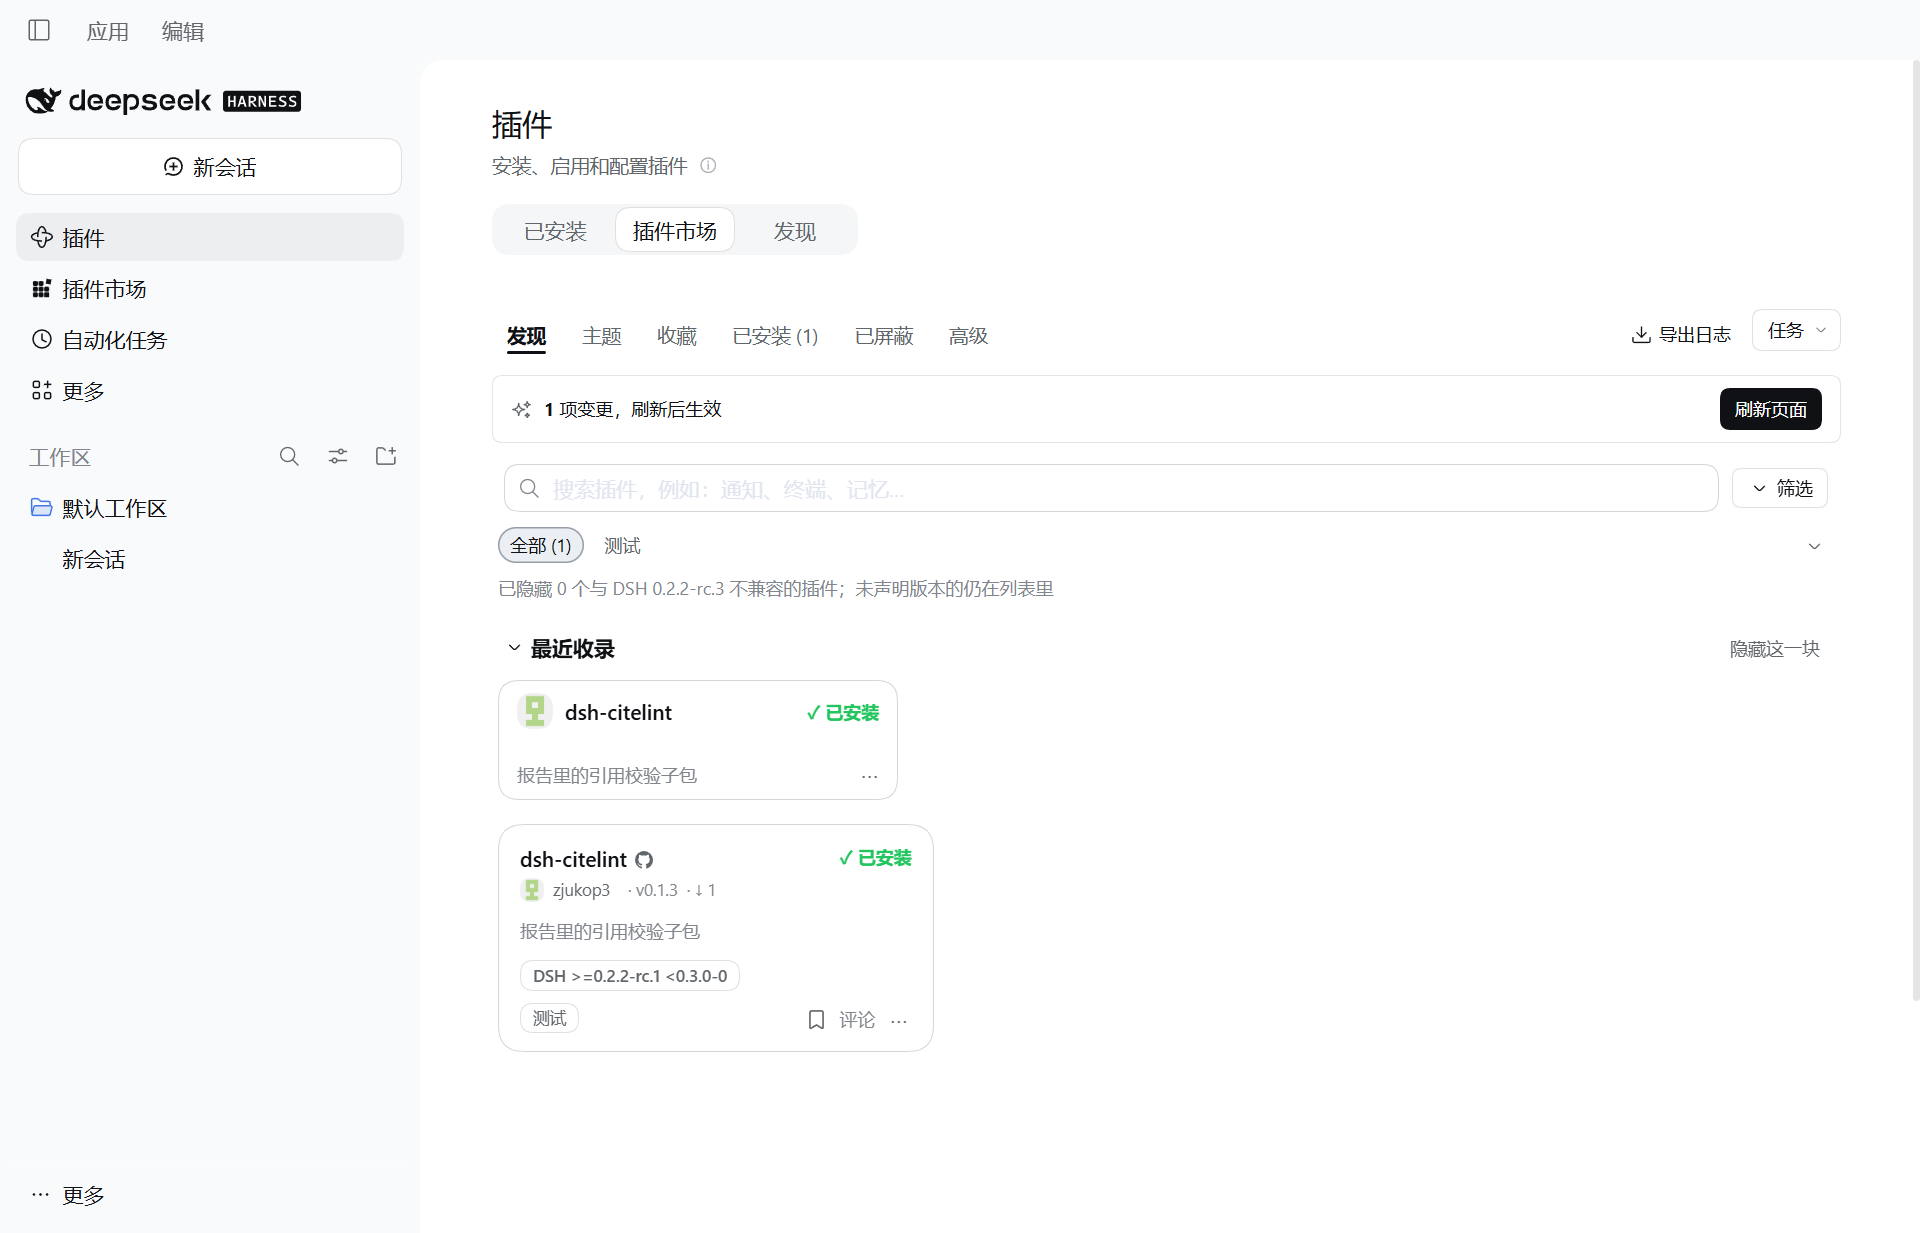 应用 编辑
deepseek HARNESS
新会话
插件
插件市场
自动化任务
更多
工作区
默认工作区
新会话
更多
插件
安装、启用和配置插件
已安装 插件市场 发现
发现 主题 收藏 已安装 (1) 已屏蔽 高级 导出日志 任务
1 项变更，刷新后生效 刷新页面
搜索插件，例如：通知、终端、记忆... 筛选
全部 (1) 测试
已隐藏 0 个与 DSH 0.2.2-rc.3 不兼容的插件；未声明版本的仍在列表里
最近收录 隐藏这一块
dsh-citelint ✓ 已安装
报告里的引用校验子包 ...
dsh-citelint ✓ 已安装
zjukop3 · v0.1.3 · ↓ 1
报告里的引用校验子包
DSH >=0.2.2-rc.1 <0.3.0-0
测试 评论 ...